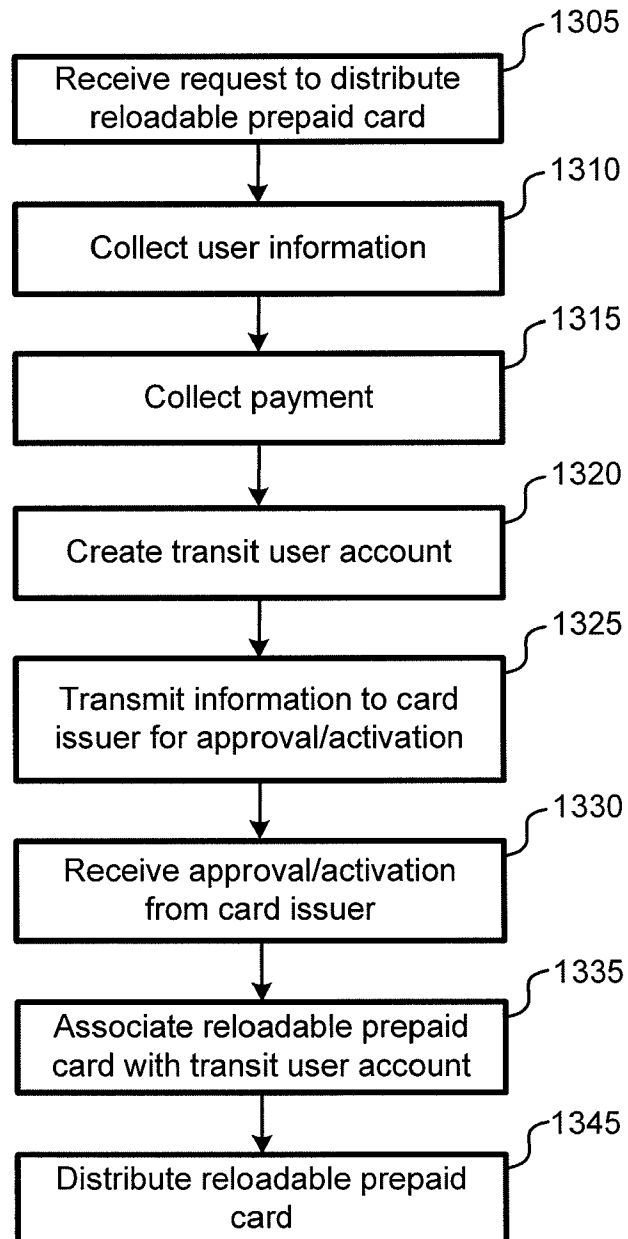 1305
Receive request to distribute
reloadable prepaid card
1310
Collect user information
1315
Collect payment
1320
Create transit user account
1325
Transmit information to card
issuer for approval/activation
1330
Receive approval/activation
from card issuer
1335
Associate reloadable prepaid
card with transit user account
1345
Distribute reloadable prepaid
card